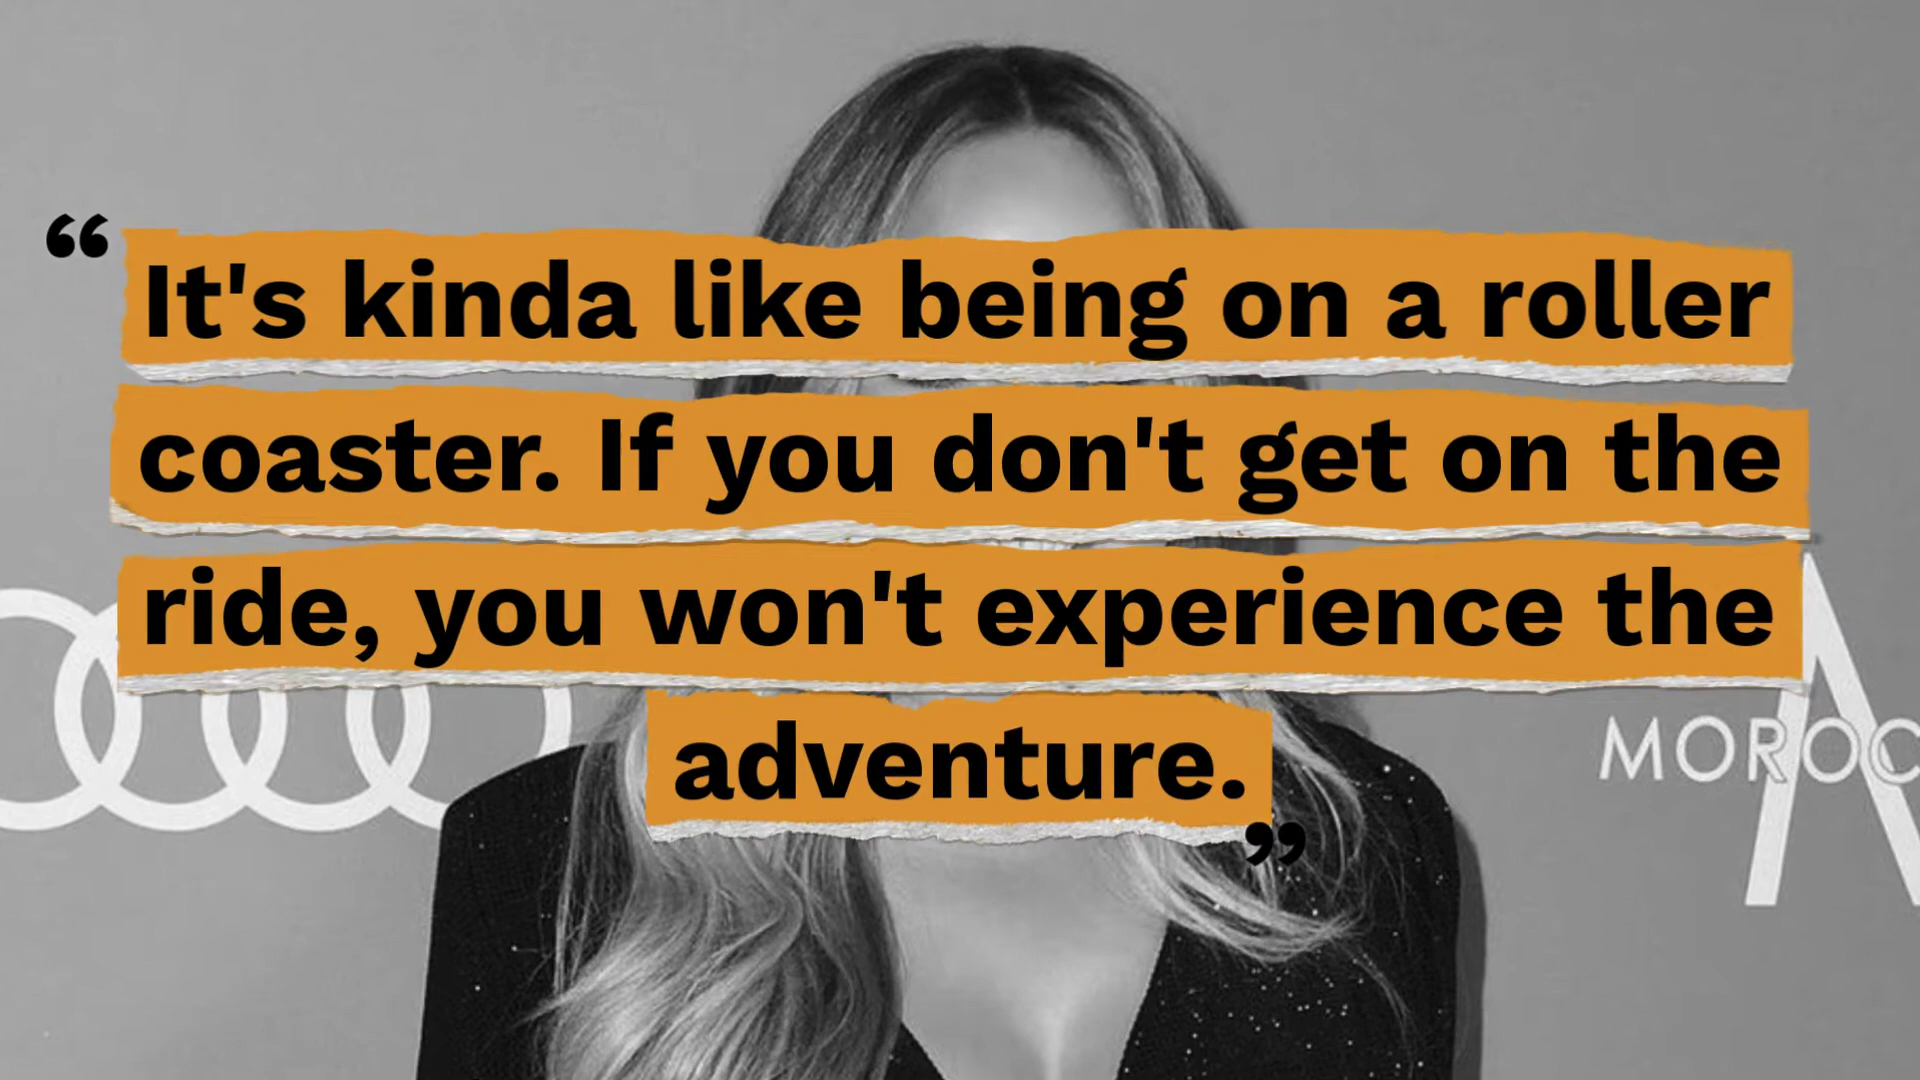 “It's kinda like being on a roller
coaster. If you don't get on the
ride, you won't experience the
adventure.”
MOROC